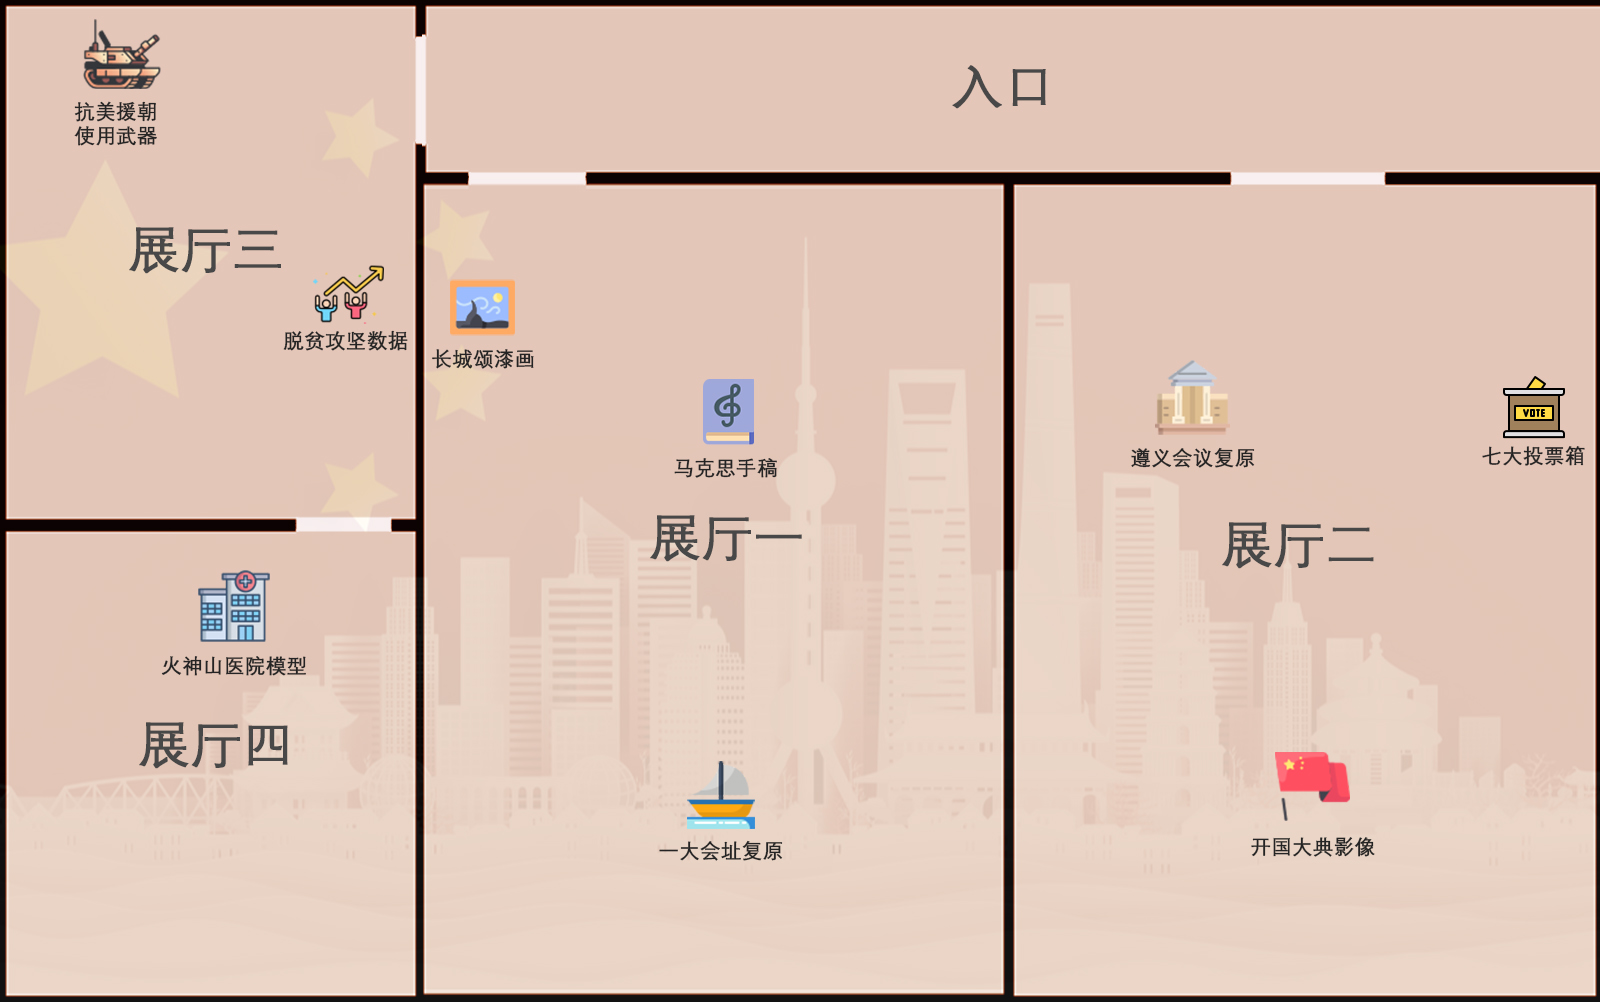 入口
抗美援朝
使用武器
展厅三
脱贫攻坚数据
长城颂漆画
马克思手稿
展厅一
一大会址复原
遵义会议复原
VOTE
七大投票箱
展厅二
开国大典影像
火神山医院模型
展厅四